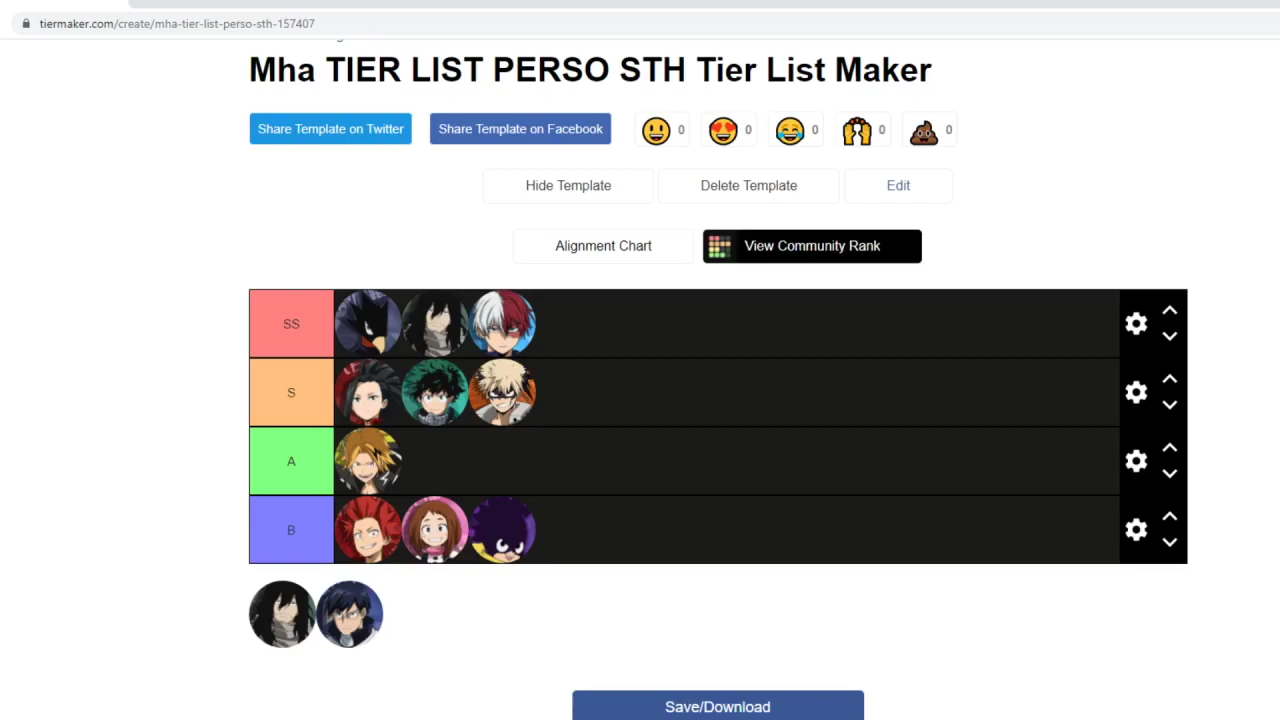 tiermaker.com/create/mha-tier-list-perso-sth-157407
Mha TIER LIST PERSO STH Tier List Maker
Share Template on Twitter
Share Template on Facebook
0
0
0
0
0
Hide Template
Delete Template
Edit
Alignment Chart
View Community Rank
SS
S
A
B
Save/Download